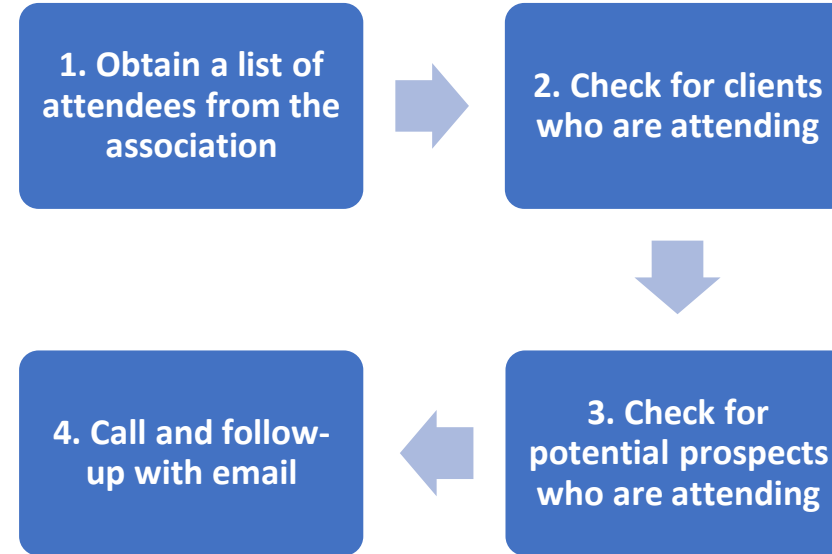 1. Obtain a list of
attendees from the
association
2. Check for clients
who are attending
3. Check for
potential prospects
who are attending
4. Call and follow-
up with email